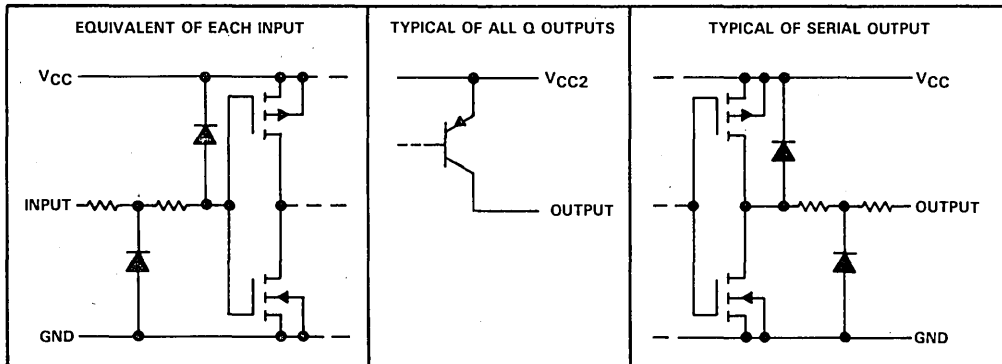 EQUIVALENT OF EACH INPUT
VCC
INPUT
GND
TYPICAL OF ALL Q OUTPUTS
VCC2
OUTPUT
TYPICAL OF SERIAL OUTPUT
VCC
OUTPUT
GND